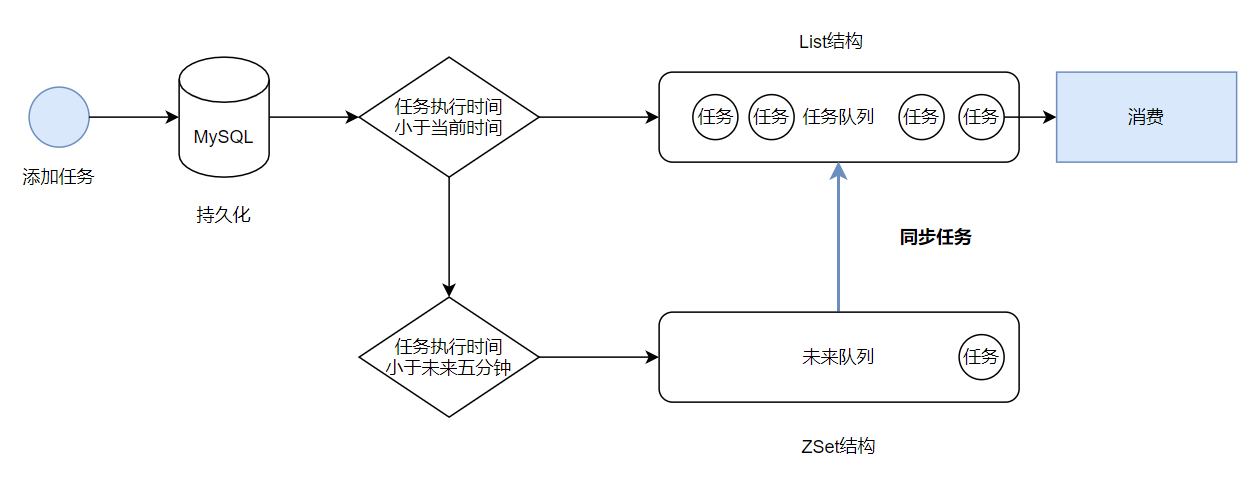 List结构
添加任务
MySQL
持久化
任务执行时间
小于当前时间
任务
任务
任务队列
任务
任务
消费
同步任务
任务执行时间
小于未来五分钟
未来队列
任务
ZSet结构